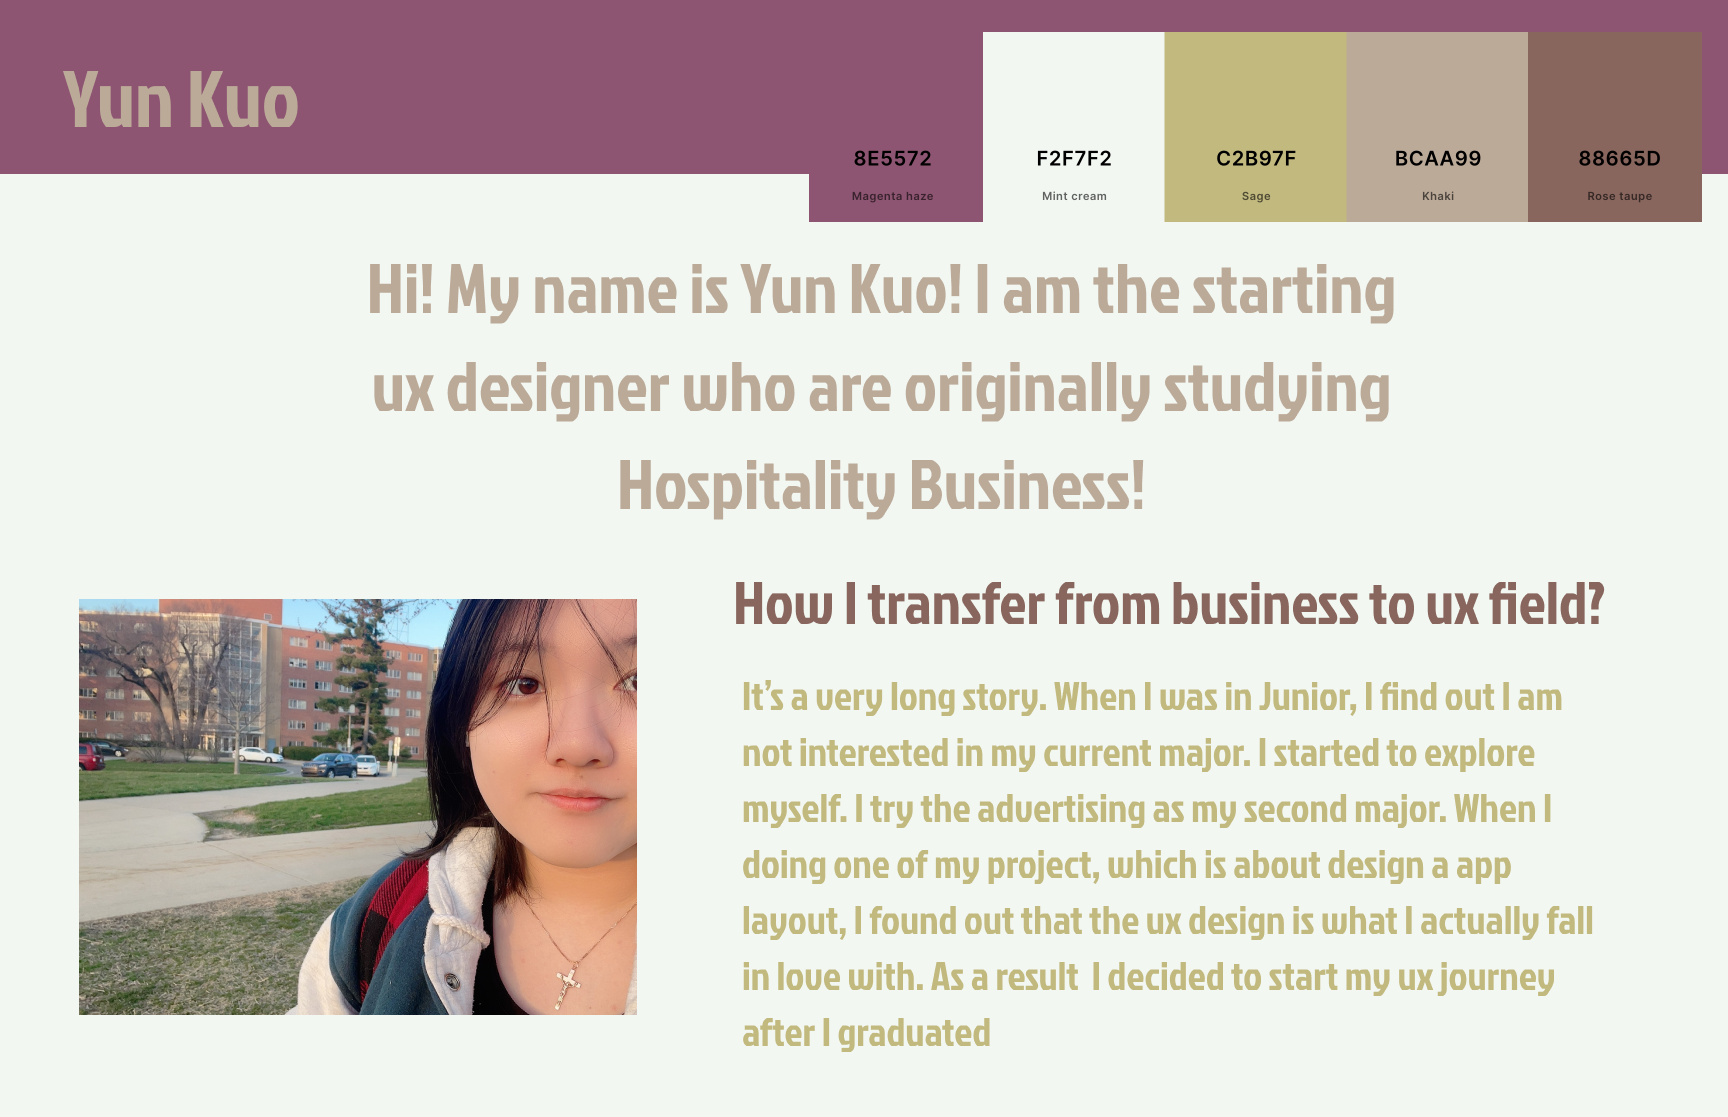 Yun Kuo
8E5572
Magenta haze
F2F7F2
Mint cream
C2B97F
Sage
BCAA99
Khaki
88665D
Rose taupe
Hi! My name is Yun Kuo! I am the starting
ux designer who are originally studying
Hospitality Business!
How I transfer from business to ux field?
It’s a very long story. When I was in Junior, I find out I am
not interested in my current major. I started to explore
myself. I try the advertising as my second major. When I
doing one of my project, which is about design a app
layout, I found out that the ux design is what I actually fall
in love with. As a result  I decided to start my ux journey
after I graduated